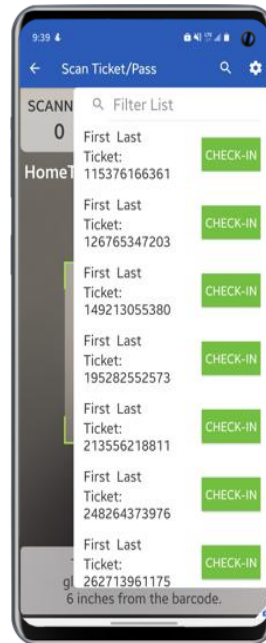 9:39
Scan Ticket/Pass
SCANN
0
Filter List
HomeT
First Last
Ticket:
115376166361
CHECK-IN
First Last
Ticket:
126765347203
CHECK-IN
First Last
Ticket:
149213055380
CHECK-IN
First Last
Ticket:
195282552573
CHECK-IN
First Last
Ticket:
213556218811
CHECK-IN
First Last
Ticket:
248264373976
CHECK-IN
First Last
Ticket:
262713961175
CHECK-IN
gl
6 inches from the barcode.